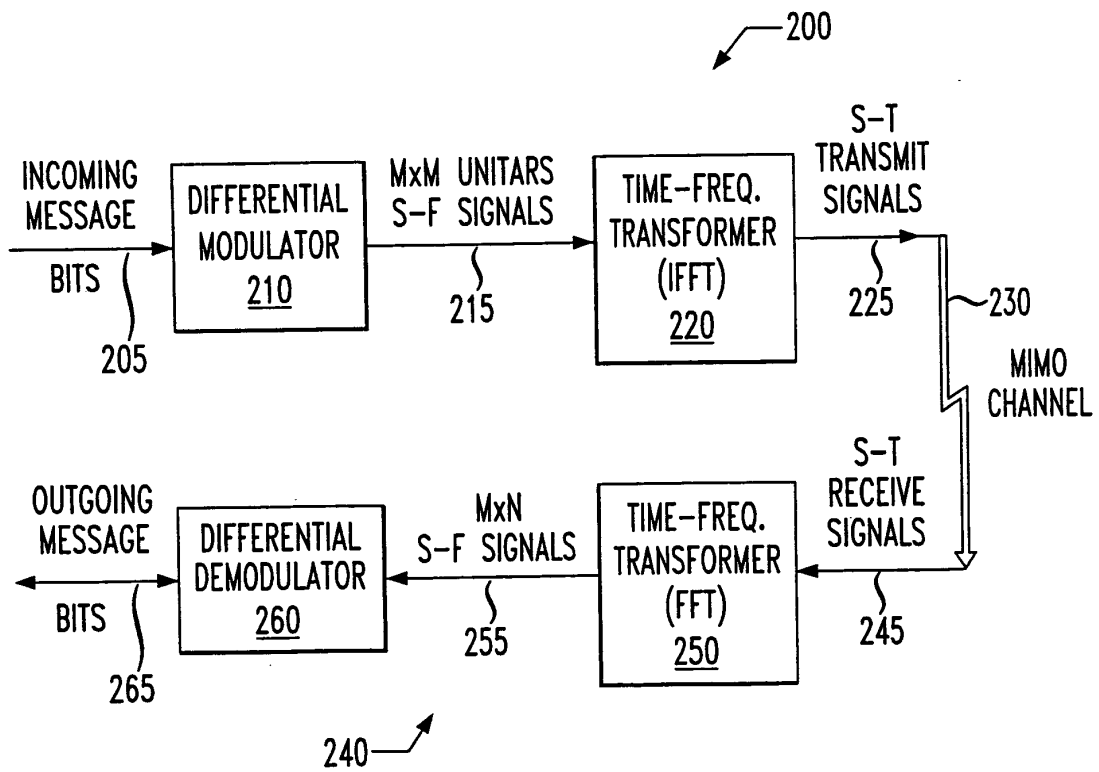 200
INCOMING
MESSAGE
BITS
205
DIFFERENTIAL
MODULATOR
210
MxM UNITARS
S-F SIGNALS
215
TIME-FREQ.
TRANSFORMER
(IFFT)
220
S-T
TRANSMIT
SIGNALS
225
230
MIMO
CHANNEL
OUTGOING
MESSAGE
BITS
265
DIFFERENTIAL
DEMODULATOR
260
MxN
S-F SIGNALS
255
TIME-FREQ.
TRANSFORMER
(FFT)
250
S-T
RECEIVE
SIGNALS
245
240